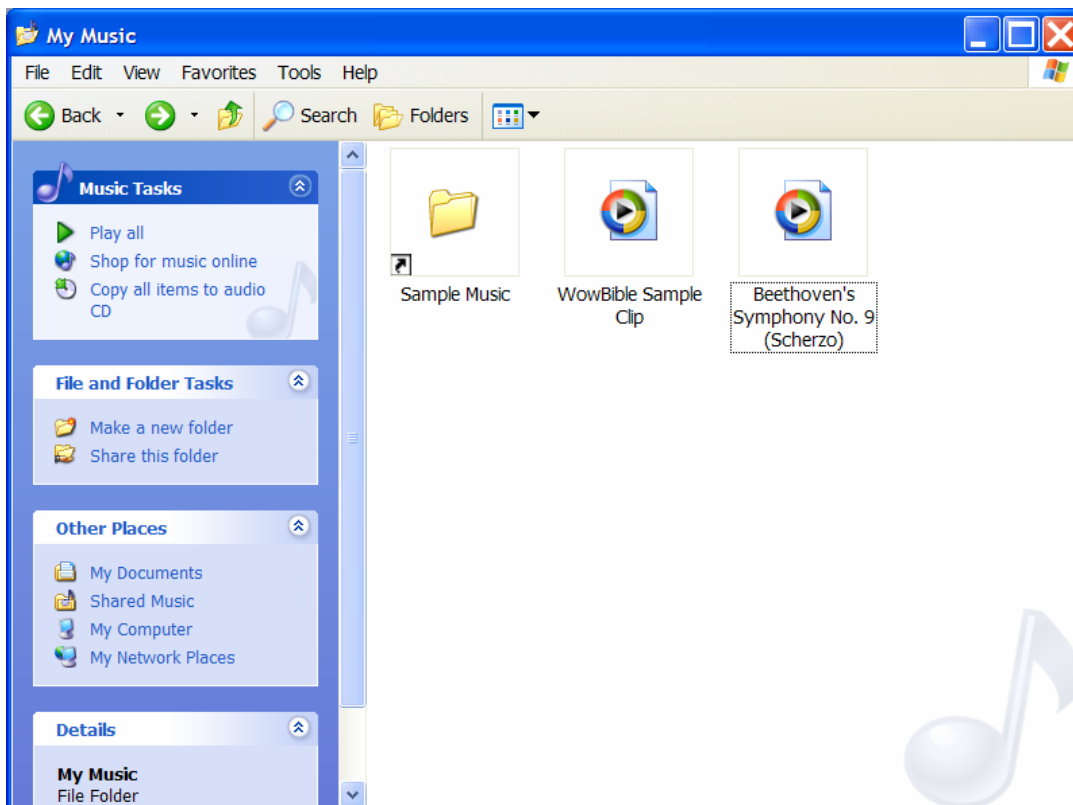 My Music
File Edit View Favorites Tools Help
Back Search Folders
Music Tasks
Play all
Shop for music online
Copy all items to audio
CD
File and Folder Tasks
Make a new folder
Share this folder
Other Places
My Documents
Shared Music
My Computer
My Network Places
Details
My Music
File Folder
Sample Music
WowBible Sample
Clip
Beethoven's
Symphony No. 9
(Scherzo)